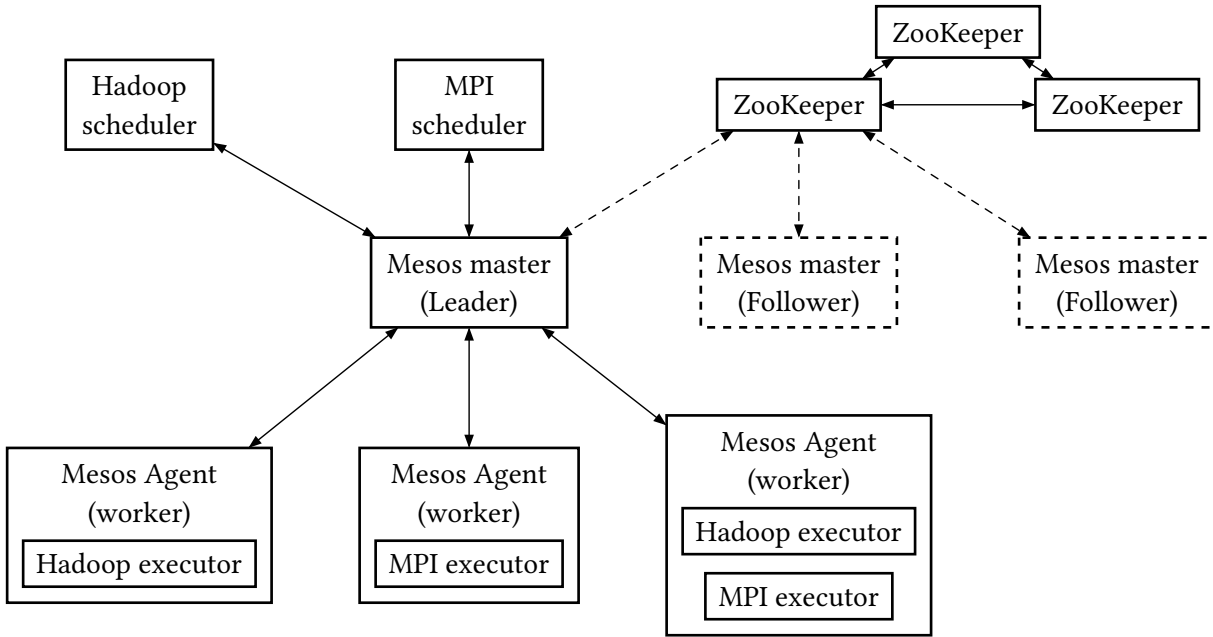 ZooKeeper
Hadoop
scheduler
MPI
scheduler
ZooKeeper
ZooKeeper
Mesos master
(Leader)
Mesos master
(Follower)
Mesos master
(Follower)
Mesos Agent
(worker)
Hadoop executor
Mesos Agent
(worker)
MPI executor
Mesos Agent
(worker)
Hadoop executor
MPI executor